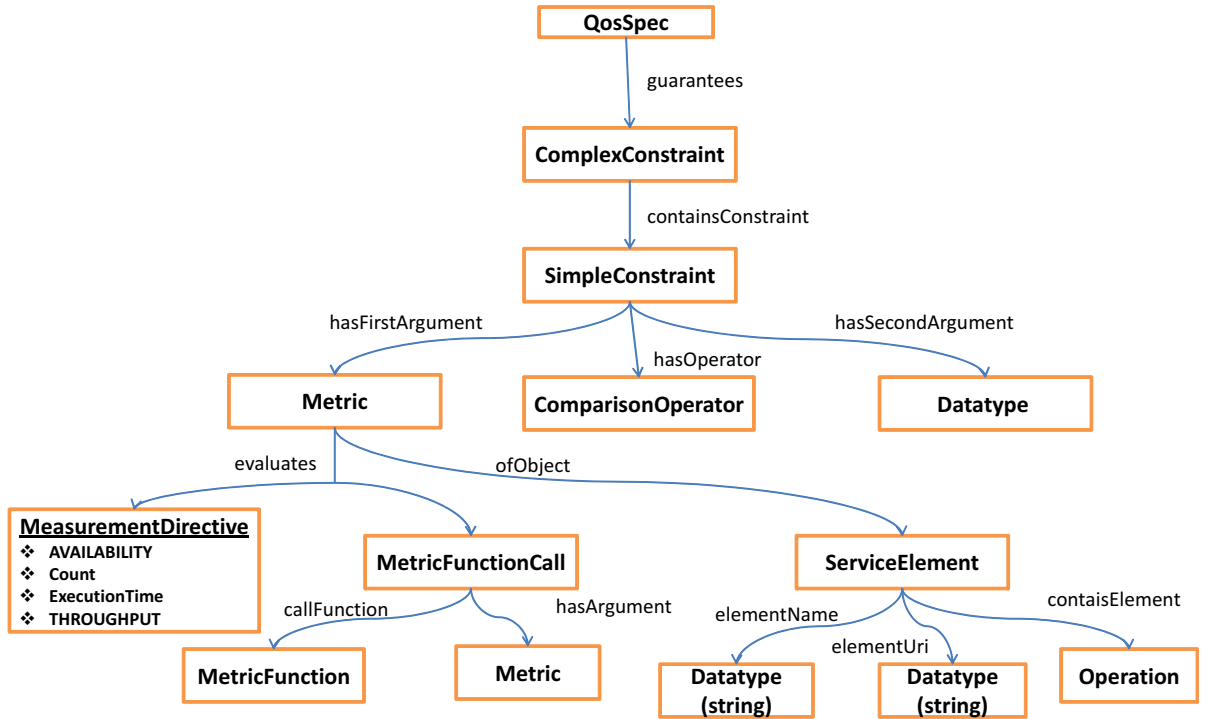 QosSpec
guarantees
ComplexConstraint
containsConstraint
SimpleConstraint
hasFirstArgument
hasSecondArgument
hasOperator
Metric
ComparisonOperator
Datatype
evaluates
ofObject
MeasurementDirective
❖ AVAILABILITY
❖ Count
❖ ExecutionTime
❖ THROUGHPUT
MetricFunctionCall
ServiceElement
callFunction
hasArgument
elementName
elementUri
contaisElement
MetricFunction
Metric
Datatype
(string)
Datatype
(string)
Operation